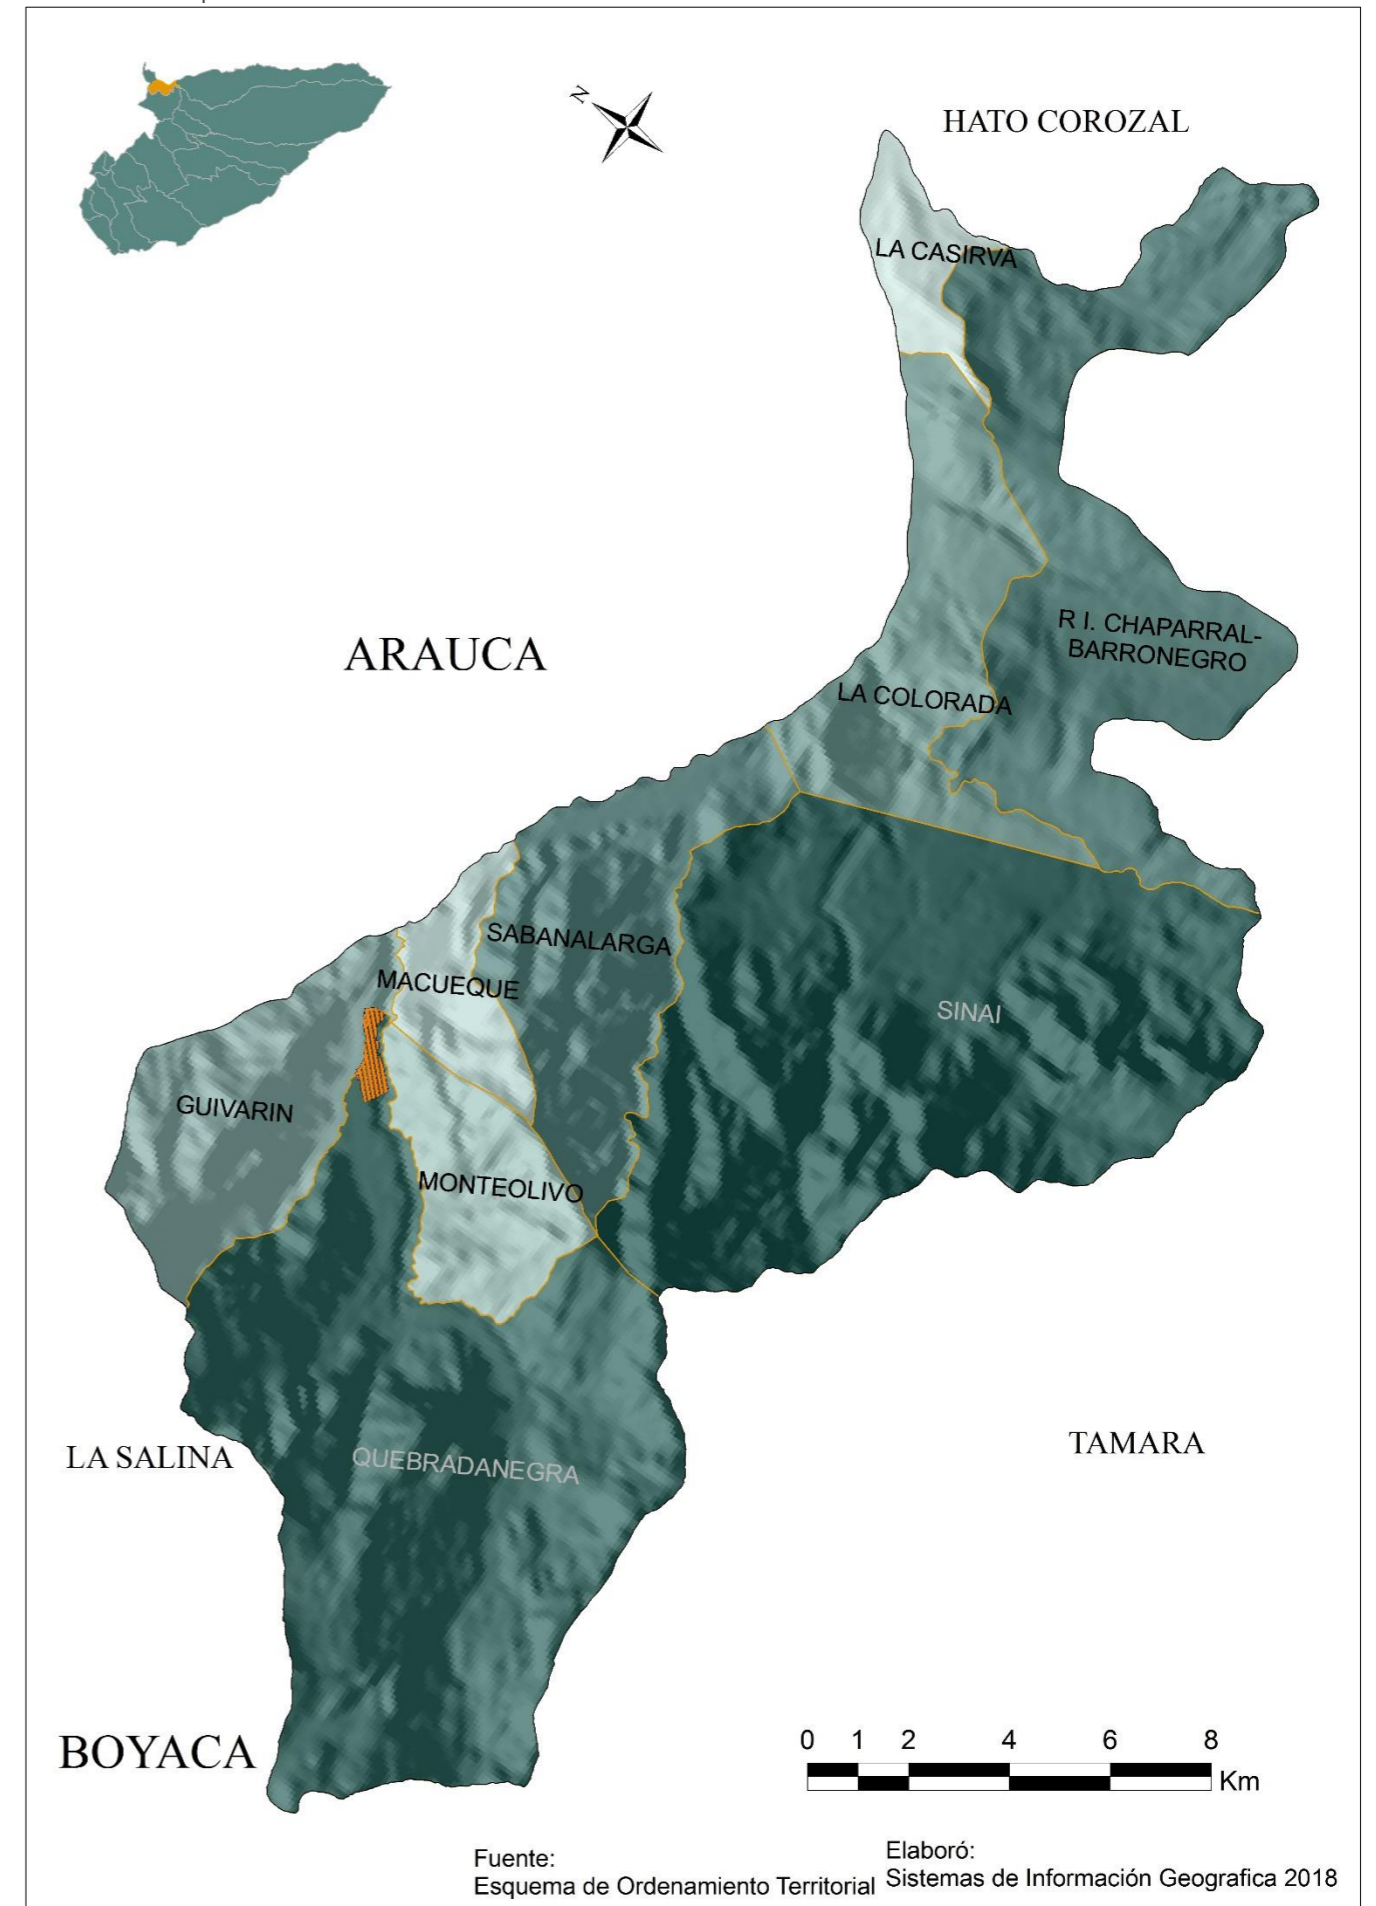 N
HATO COROZAL
LA CASIRVA
R I. CHAPARRAL-
BARRONEGRO
ARAUCA
LA COLORADA
SABANALARGA
MACUEQUE
SINAI
GUIVARIN
MONTEOLIVO
TAMARA
LA SALINA
QUEBRADANEGRA
BOYACA
0 1 2 4 6 8
Km
Fuente:
Esquema de Ordenamiento Territorial
Elaboró:
Sistemas de Información Geografica 2018